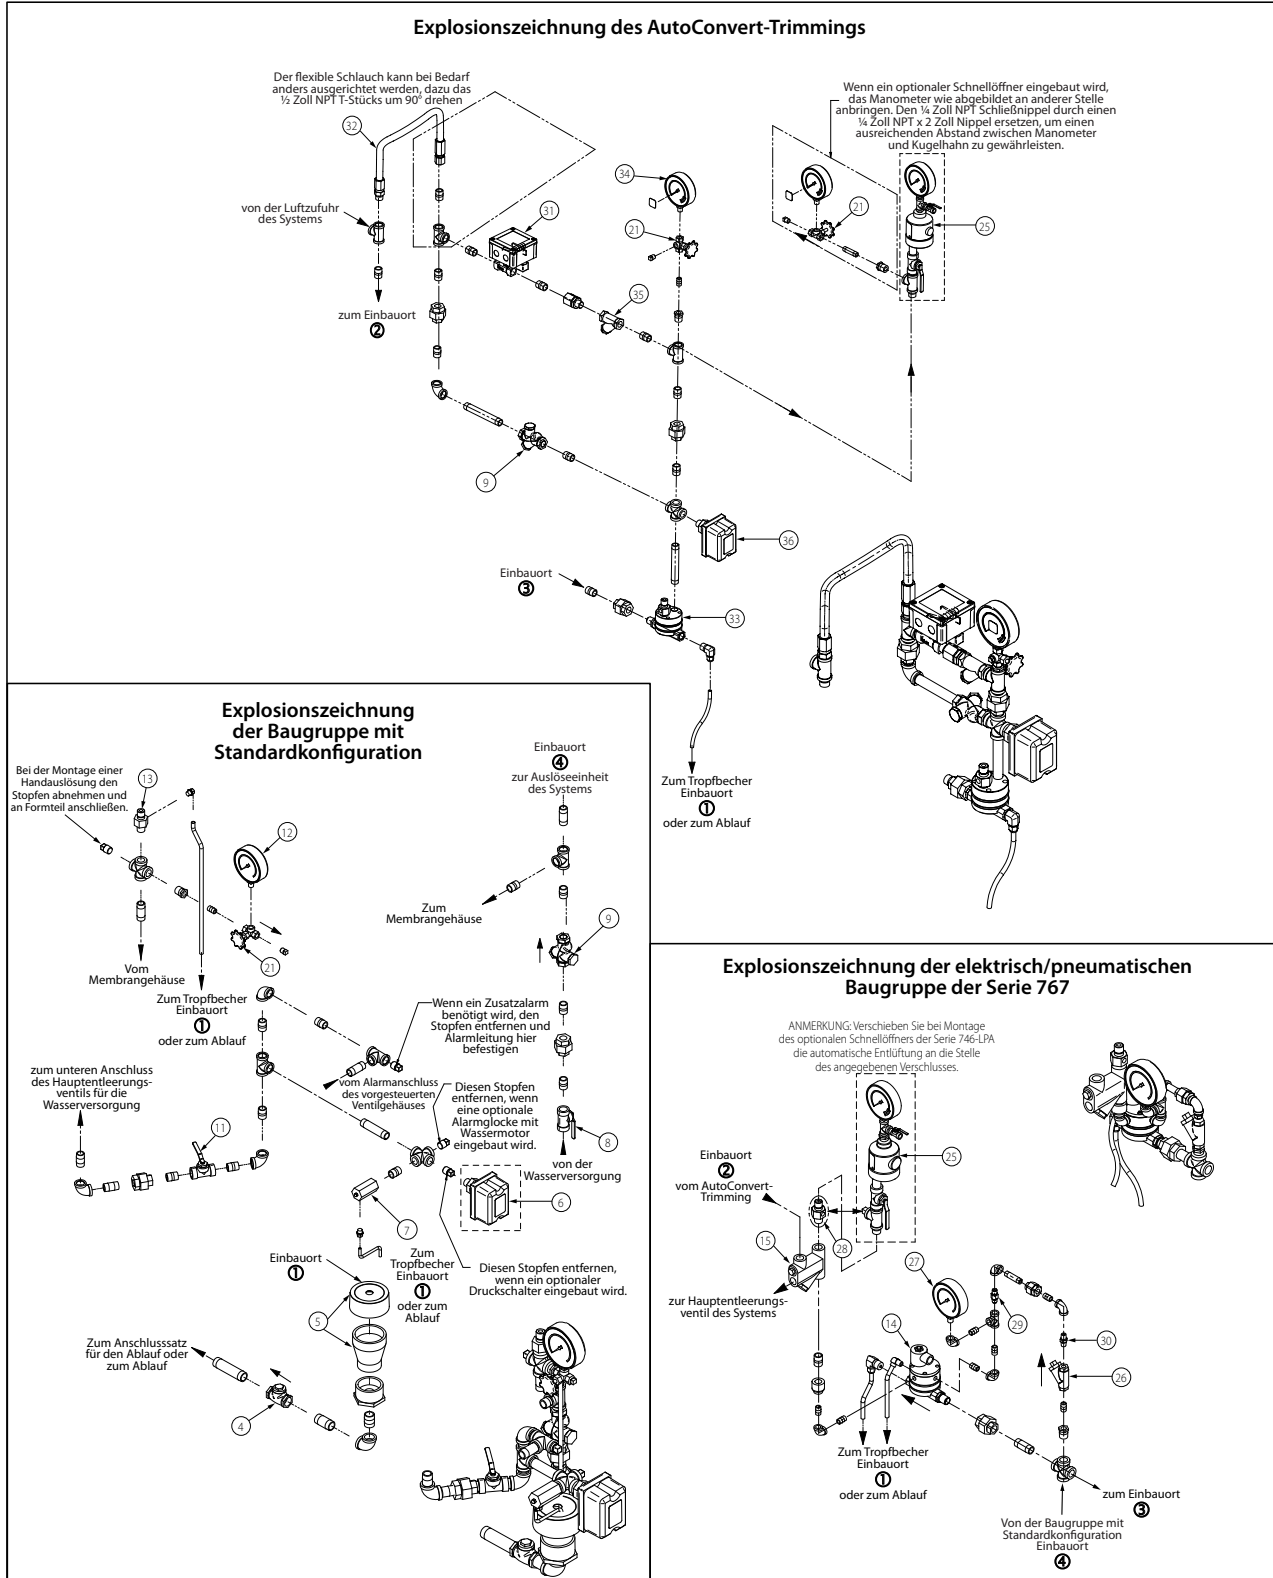 Explosionszeichnung des AutoConvert-Trimmings
Der flexible Schlauch kann bei Bedarf
anders ausgerichtet werden, dazu das
½ Zoll NPT T-Stücks um 90° drehen
32
von der Luftzufuhr
des Systems
zum Einbauort
②
31
34
21
35
Wenn ein optionaler Schnellöffner eingebaut wird,
das Manometer wie abgebildet an anderer Stelle
anbringen. Den ¼ Zoll NPT Schließnippel durch einen
¼ Zoll NPT x 2 Zoll Nippel ersetzen, um einen
ausreichenden Abstand zwischen Manometer
und Kugelhahn zu gewährleisten.
21
25
9
36
Einbauort
③
33
Zum Tropfbecher
Einbauort
①
oder zum Ablauf
Explosionszeichnung
der Baugruppe mit
Standardkonfiguration
Bei der Montage einer
Handauslösung den
Stopfen abnehmen und
an Formteil anschließen.
13
12
Vom
Membrangehäuse
21
Zum Tropfbecher
Einbauort
①
oder zum Ablauf
Einbauort
④
zur Auslöseeinheit
des Systems
Zum
Membrangehäuse
9
Wenn ein Zusatzalarm
benötigt wird, den
Stopfen entfernen und
Alarmleitung hier
befestigen
zum unteren Anschluss
des Hauptentleerungs-
ventils für die
Wasserversorgung
vom Alarmanschluss
des vorgesteuerten
Ventilgehäuses
Diesen Stopfen
entfernen, wenn
eine optionale
Alarmglocke mit
Wassermotor
eingebaut wird.
11
8
von der
Wasserversorgung
6
7
Einbauort
①
Zum
Tropfbecher
Einbauort
①
oder zum
Ablauf
Diesen Stopfen entfernen,
wenn ein optionaler
Druckschalter eingebaut wird.
5
Zum Anschlusssatz
für den Ablauf oder
zum Ablauf
4
Explosionszeichnung der elektrisch/pneumatischen
Baugruppe der Serie 767
ANMERKUNG: Verschieben Sie bei Montage
des optionalen Schnellöffners der Serie 746-LPA
die automatische Entlüftung an die Stelle
des angegebenen Verschlusses.
Einbauort
②
vom AutoConvert-
Trimming
25
15
28
zur Hauptentleerungs-
ventil des Systems
27
14
29
30
26
Zum Tropfbecher
Einbauort
①
oder zum Ablauf
zum Einbauort
③
Von der Baugruppe mit
Standardkonfiguration
Einbauort
④